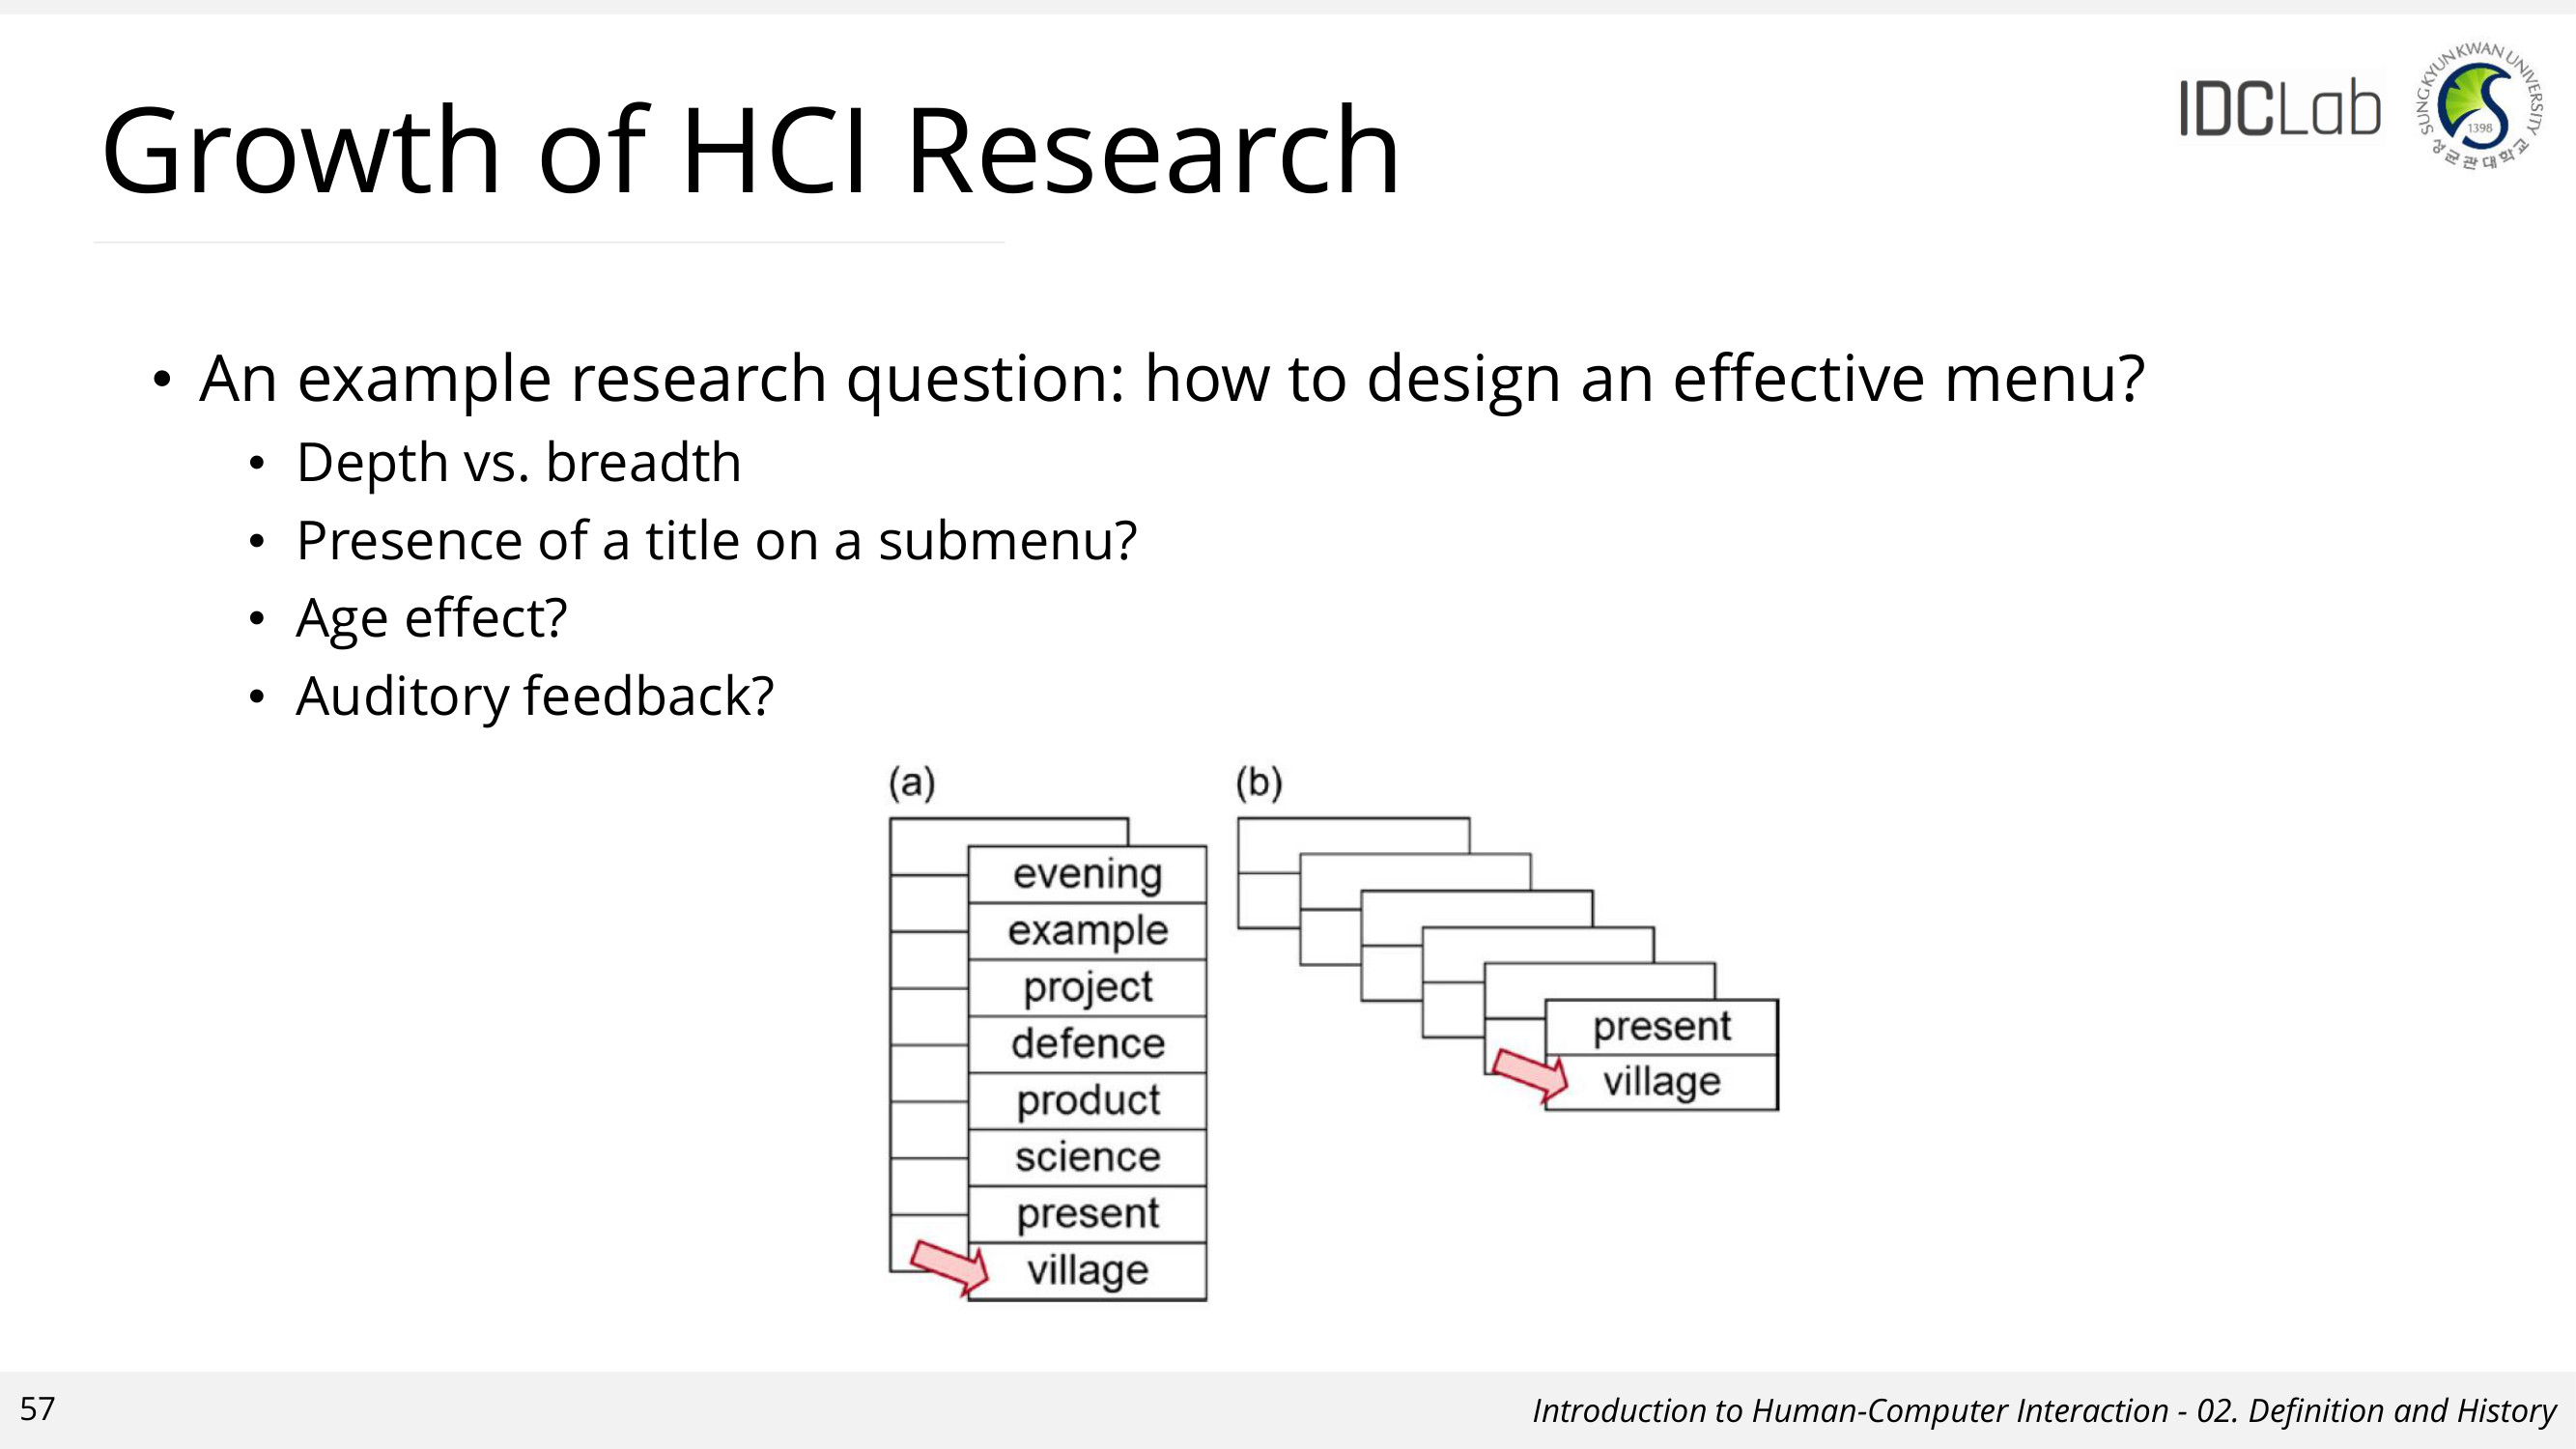 Growth of HCI Research
IDCLab
SUNGKYUNKWAN UNIVERSITY
1398
성균관대학교
• An example research question: how to design an effective menu?
• Depth vs. breadth
• Presence of a title on a submenu?
• Age effect?
• Auditory feedback?
(a)
evening
example
project
defence
product
science
present
village
(b)
present
village
57
Introduction to Human-Computer Interaction - 02. Definition and History